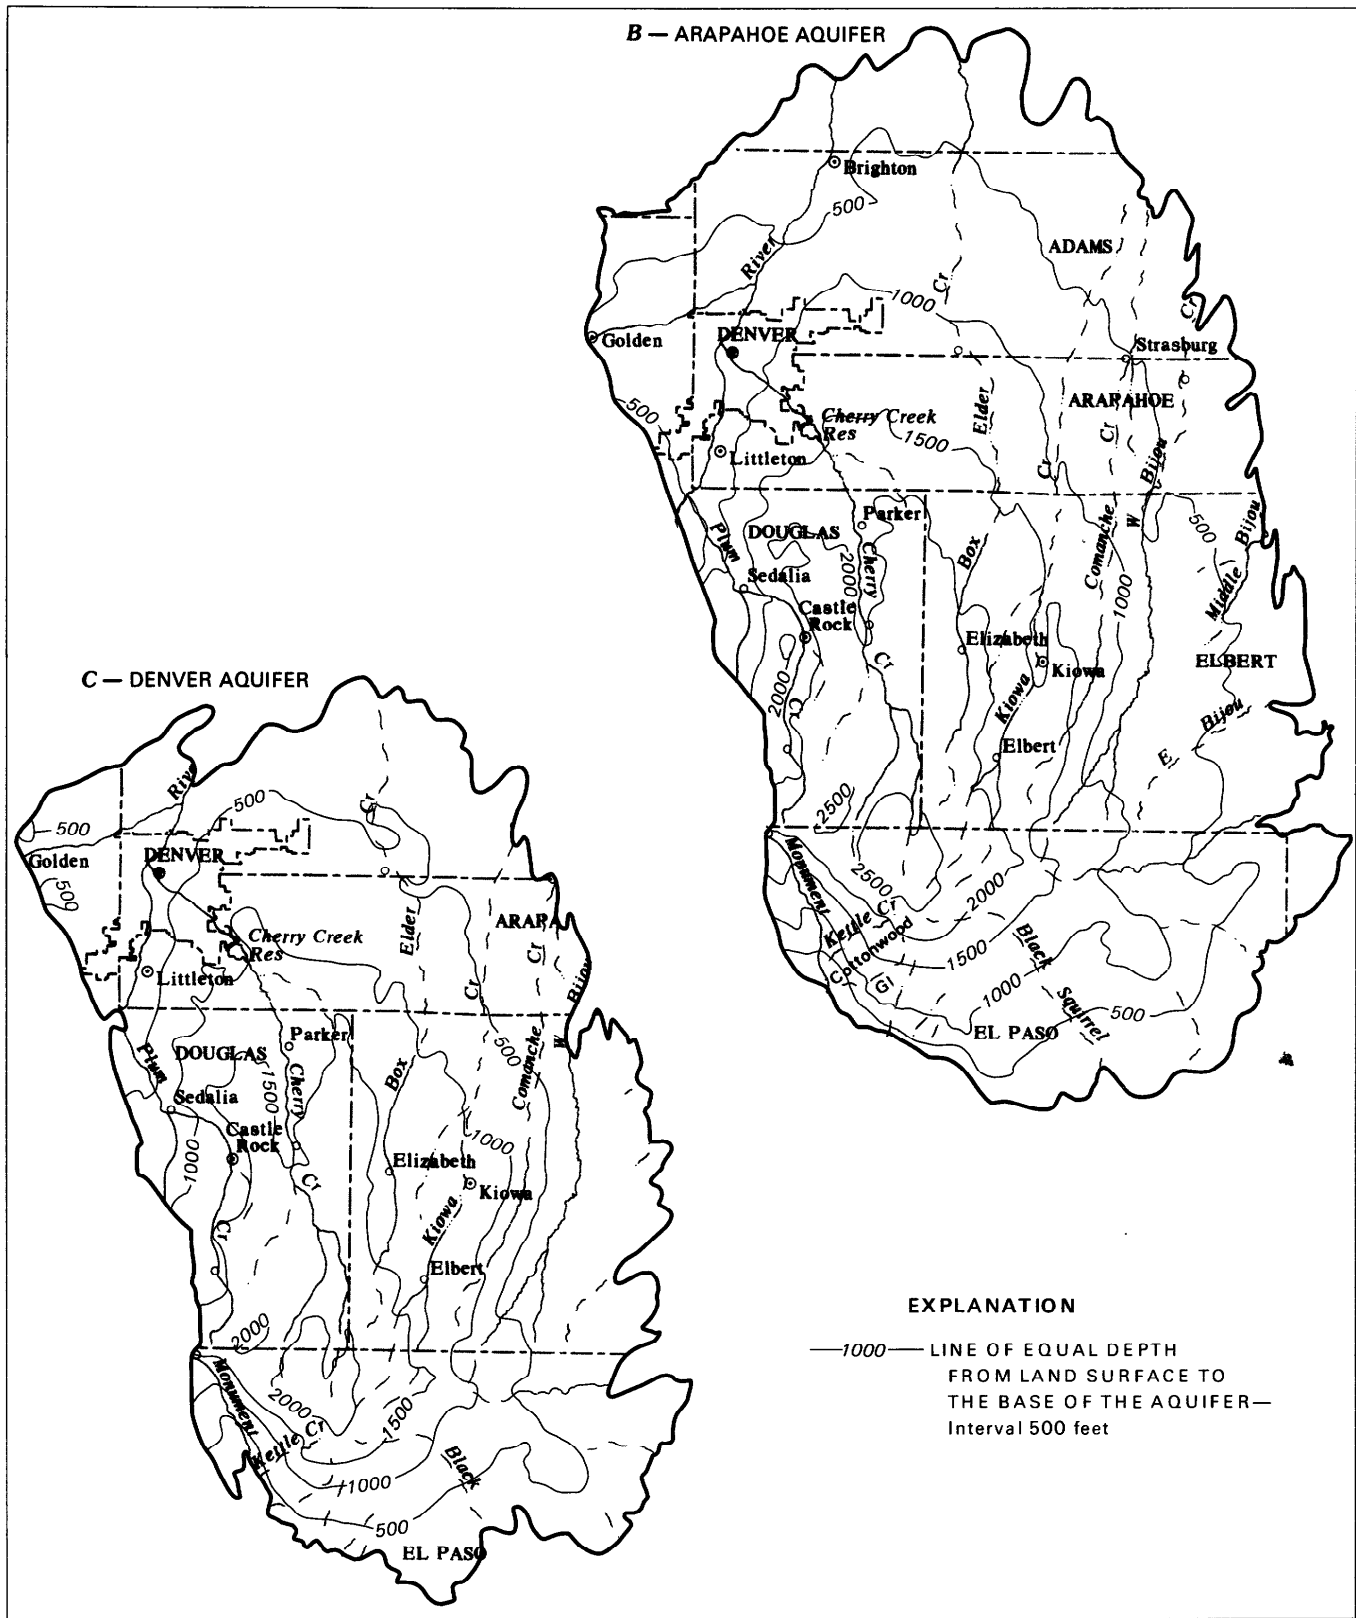 B — ARAPAHOE AQUIFER
Brighton
500
River
ADAMS
Cr
1000
Cr
Golden
DENVER
Strasburg
500
Elder
ARAPAHOE
Cherry Creek
Res
1500
Cr
Littleton
Cr
Bijou
Parker
W
500
Plum
DOUGLAS
2000
Cherry
Box
Comanche
Bijou
Sedalia
1000
Middle
Castle
Rock
Elizabeth
Cr
Kiowa
Kiowa
ELBERT
2000
Cr
Elbert
Bijou
E
2500
Monument
2500
2000
Kettle Cr
Cottonwood
Black
1500
Gl
1000
Squirrel
500
EL PASO
C — DENVER AQUIFER
River
500
Cr
500
Golden
DENVER
500
Elder
ARAPA
Cherry Creek
Res
Cr
Littleton
Cr
Bijou
Parker
500
W
Plum
DOUGLAS
1500
Cherry
Box
Comanche
Sedalia
Castle
Rock
1000
1000
Elizabeth
Cr
Kiowa
Kiowa
Cr
Elbert
2000
Monument
2000
1500
Kettle Cr
Black
1000
500
EL PASO
EXPLANATION
—1000— LINE OF EQUAL DEPTH
FROM LAND SURFACE TO
THE BASE OF THE AQUIFER—
Interval 500 feet